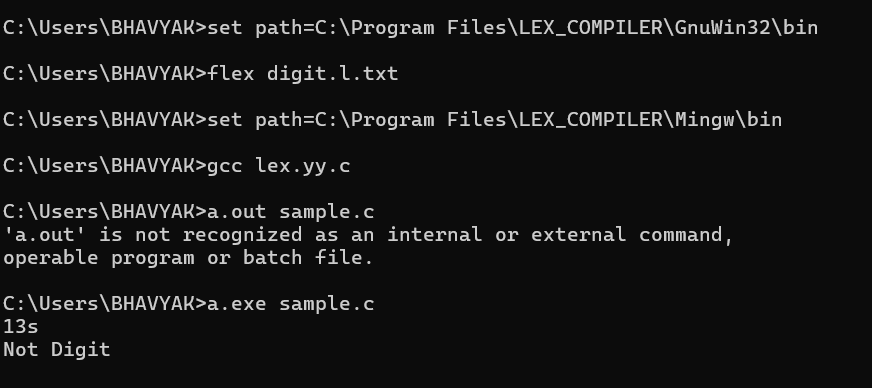 C:\Users\BHAVYAK>set path=C:\Program Files\LEX_COMPILER\GnuWin32\bin
C:\Users\BHAVYAK>flex digit.l.txt
C:\Users\BHAVYAK>set path=C:\Program Files\LEX_COMPILER\Mingw\bin
C:\Users\BHAVYAK>gcc lex.yy.c
C:\Users\BHAVYAK>a.out sample.c
'a.out' is not recognized as an internal or external command,
operable program or batch file.
C:\Users\BHAVYAK>a.exe sample.c
13s
Not Digit